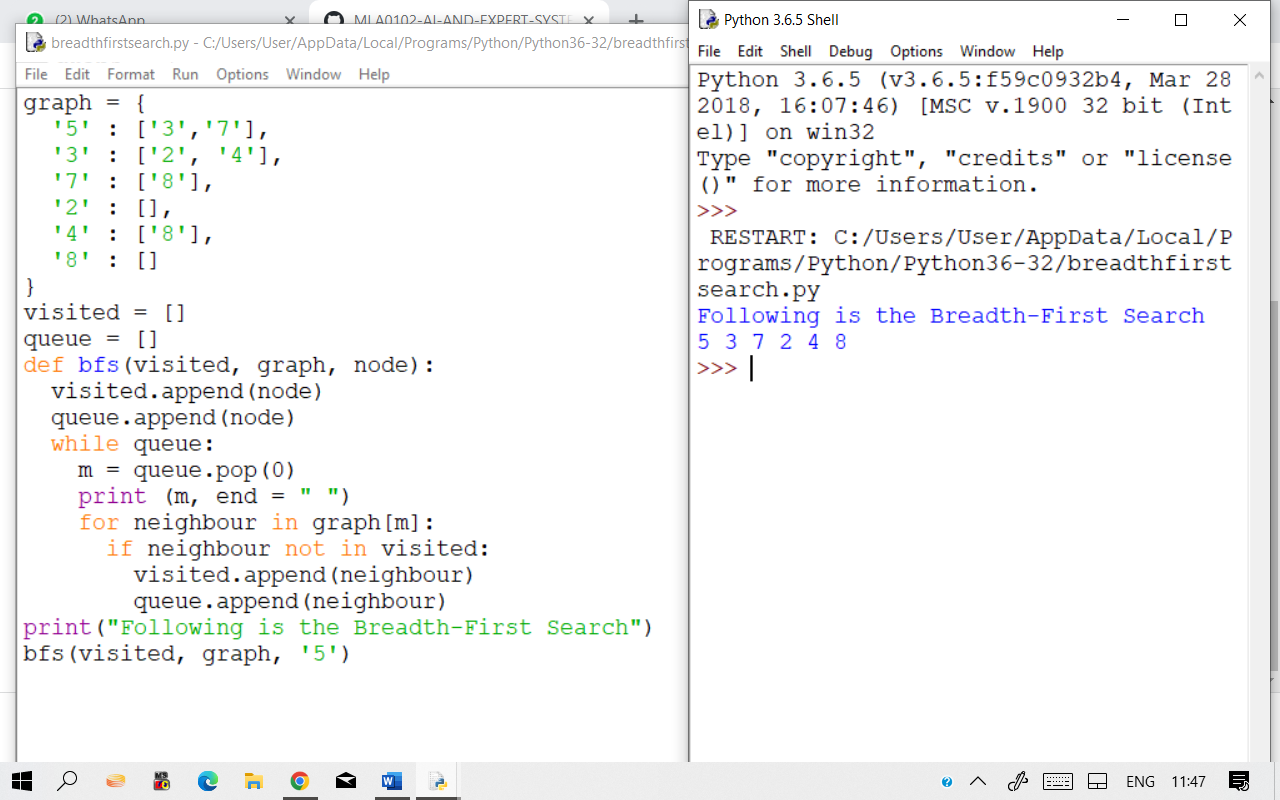 (2) WhatsApp
MLA0102-AI-AND-EXPERT-SYSTE
breadthfirstsearch.py - C:/Users/User/AppData/Local/Programs/Python/Python36-32/breadthfirst
File Edit Format Run Options Window Help
graph = {
  '5' : ['3','7'],
  '3' : ['2', '4'],
  '7' : ['8'],
  '2' : [],
  '4' : ['8'],
  '8' : []
}
visited = []
queue = []
def bfs(visited, graph, node):
  visited.append(node)
  queue.append(node)
  while queue:
    m = queue.pop(0)
    print (m, end = " ")
    for neighbour in graph[m]:
      if neighbour not in visited:
        visited.append(neighbour)
        queue.append(neighbour)
print("Following is the Breadth-First Search")
bfs(visited, graph, '5')
Python 3.6.5 Shell
File Edit Shell Debug Options Window Help
Python 3.6.5 (v3.6.5:f59c0932b4, Mar 28
2018, 16:07:46) [MSC v.1900 32 bit (Int
el)] on win32
Type "copyright", "credits" or "license
()" for more information.
>>>
 RESTART: C:/Users/User/AppData/Local/P
rograms/Python/Python36-32/breadthfirst
search.py
Following is the Breadth-First Search
5 3 7 2 4 8
>>>
ENG 11:47